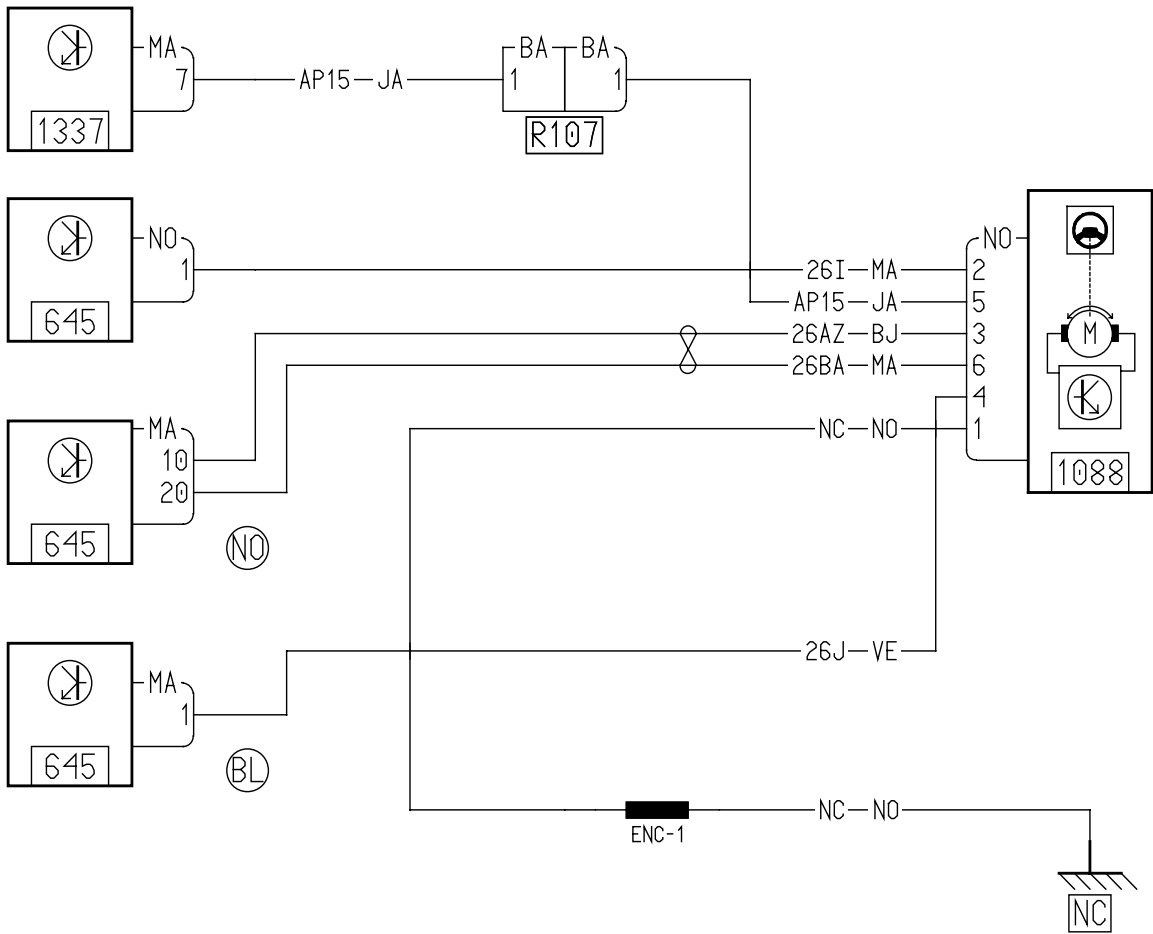 MA
7
1337
AP15 JA
BA BA
1 1
R107
NO
1
645
NO
26I MA 2
AP15 JA 5
26AZ BJ 3
26BA MA 6
4
NC NO 1
M
1088
MA
10
20
645
NO
26J VE
MA
1
645
BL
NC NO
ENC-1
NC